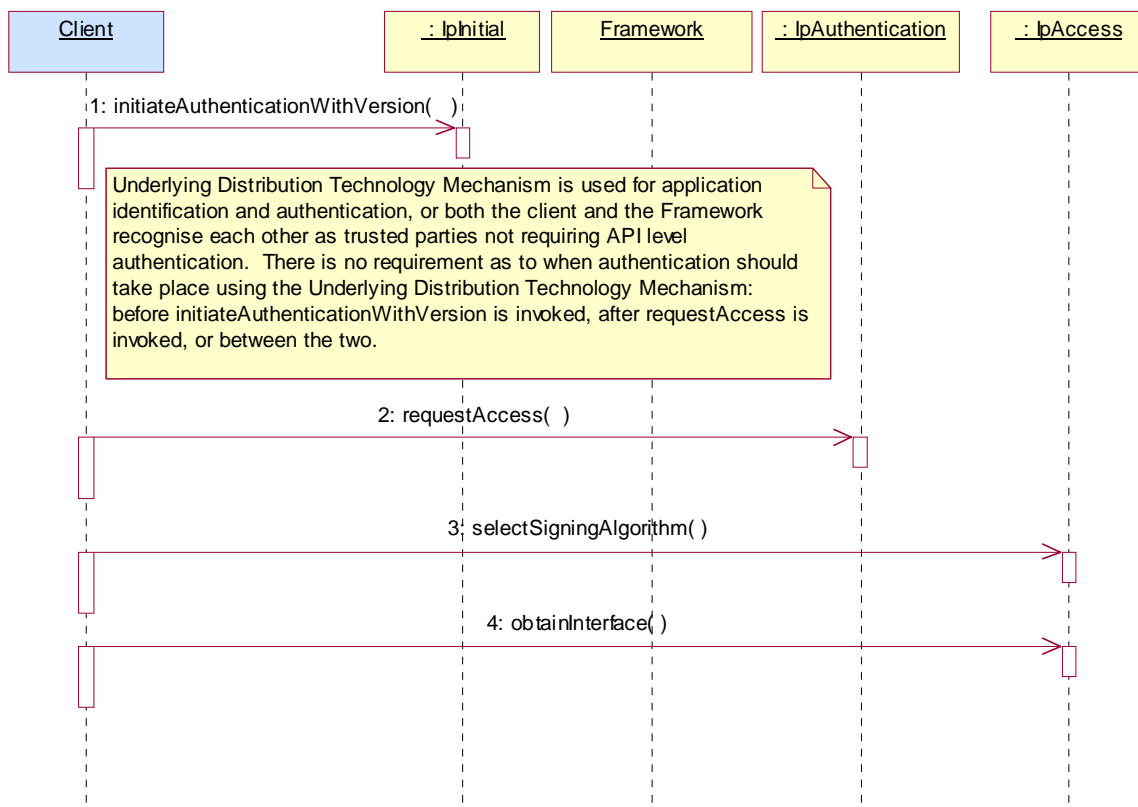 Client
: IpInitial
Framework
: IpAuthentication
: IpAccess
1: initiateAuthenticationWithVersion(  )
Underlying Distribution Technology Mechanism is used for application
identification and authentication, or both the client and the Framework
recognise each other as trusted parties not requiring API level
authentication.  There is no requirement as to when authentication should
take place using the Underlying Distribution Technology Mechanism:
before initiateAuthenticationWithVersion is invoked, after requestAccess is
invoked, or between the two.
2: requestAccess(  )
3: selectSigningAlgorithm( )
4: obtainInterface( )